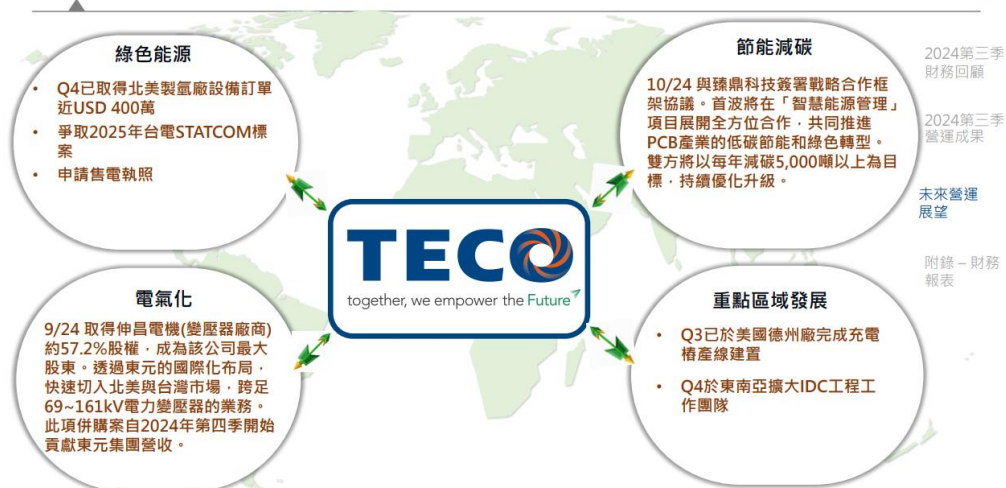 綠色能源
• Q4已取得北美製氫廠設備訂單
近USD 400萬
• 爭取2025年台電STATCOM標
案
• 申請售電執照
節能減碳
10/24 與臻鼎科技簽署戰略合作框
架協議。首波將在「智慧能源管理」
項目展開全方位合作，共同推進
PCB產業的低碳節能和綠色轉型。
雙方將以每年減碳5,000噸以上為目
標，持續優化升級。
TECO
together, we empower the Future
電氣化
9/24 取得伸昌電機(變壓器廠商)
約57.2%股權，成為該公司最大
股東。透過東元的國際化布局，
快速切入北美與台灣市場，跨足
69~161kV電力變壓器的業務。
此項併購案自2024年第四季開始
貢獻東元集團營收。
重點區域發展
• Q3已於美國德州廠完成充電
樁產線建置
• Q4於東南亞擴大IDC工程工
作團隊
2024第三季
財務回顧
2024第三季
營運成果
未來營運
展望
附錄 – 財務
報表